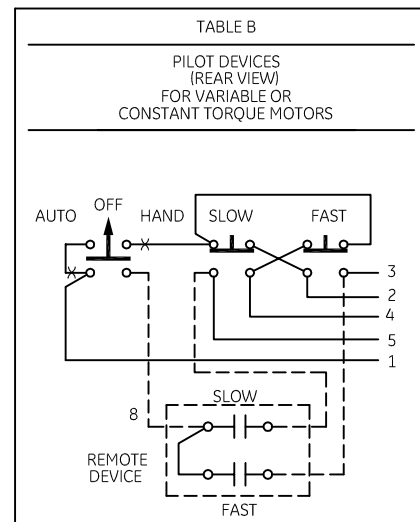 TABLE B
PILOT DEVICES
(REAR VIEW)
FOR VARIABLE OR
CONSTANT TORQUE MOTORS
AUTO OFF HAND SLOW FAST
3
2
4
5
1
SLOW
8
REMOTE
DEVICE
FAST